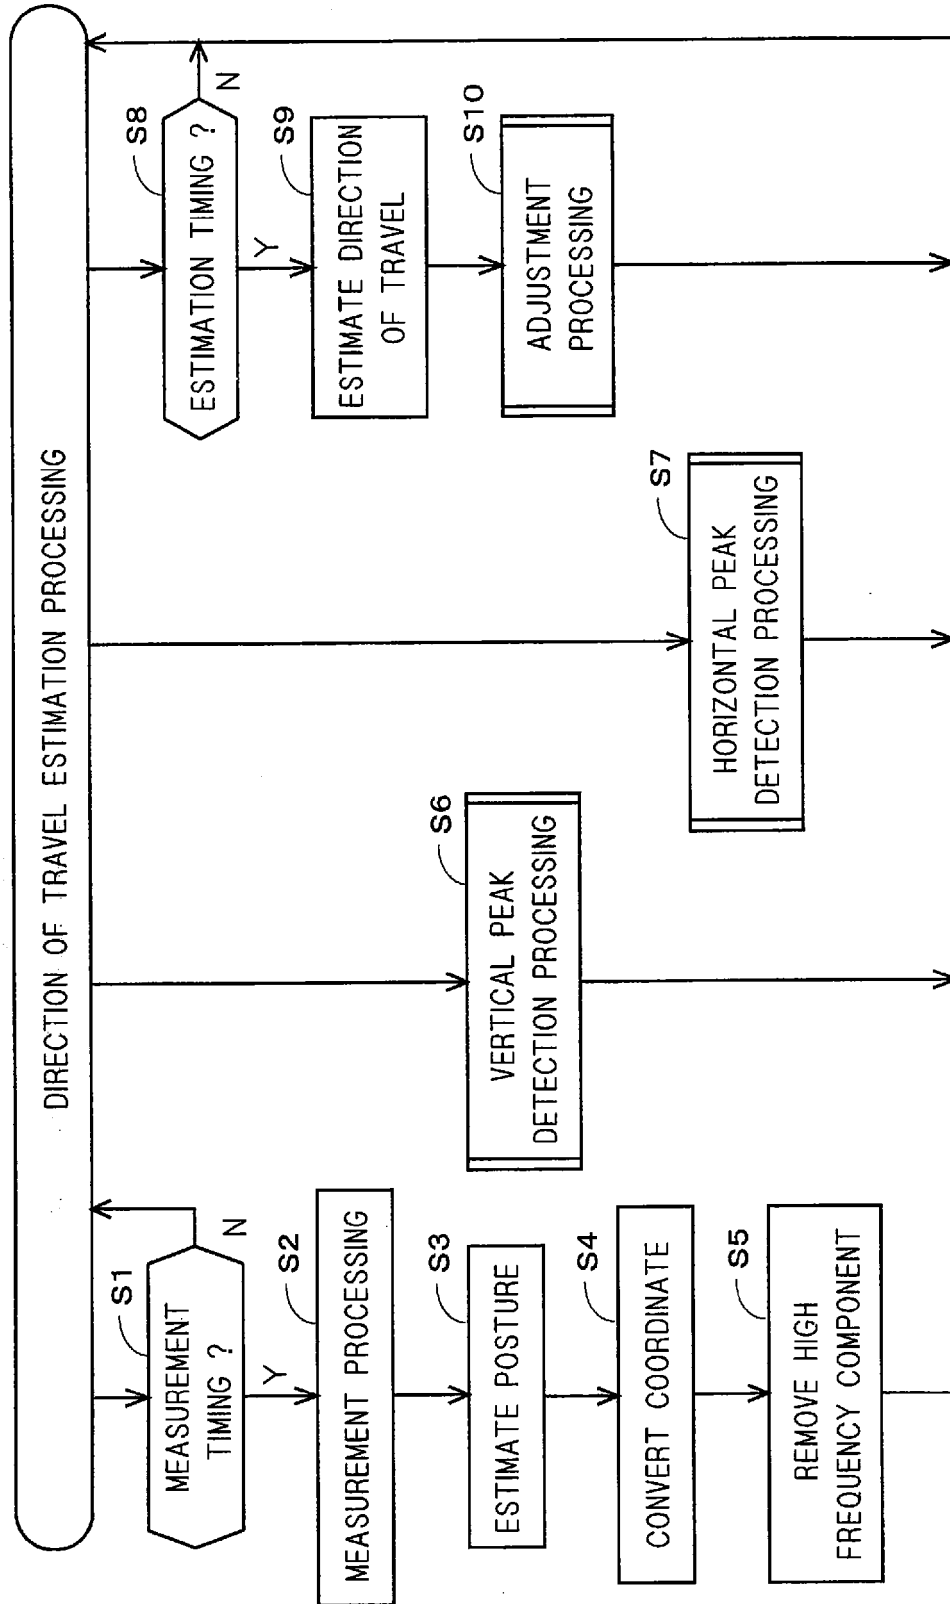 DIRECTION OF TRAVEL ESTIMATION PROCESSING
S1
MEASUREMENT
TIMING ?
N
Y
S2
MEASUREMENT PROCESSING
S3
ESTIMATE POSTURE
S4
CONVERT COORDINATE
S5
REMOVE HIGH
FREQUENCY COMPONENT
S6
VERTICAL PEAK
DETECTION PROCESSING
S7
HORIZONTAL PEAK
DETECTION PROCESSING
S8
ESTIMATION TIMING ?
N
Y
S9
ESTIMATE DIRECTION
OF TRAVEL
S10
ADJUSTMENT
PROCESSING